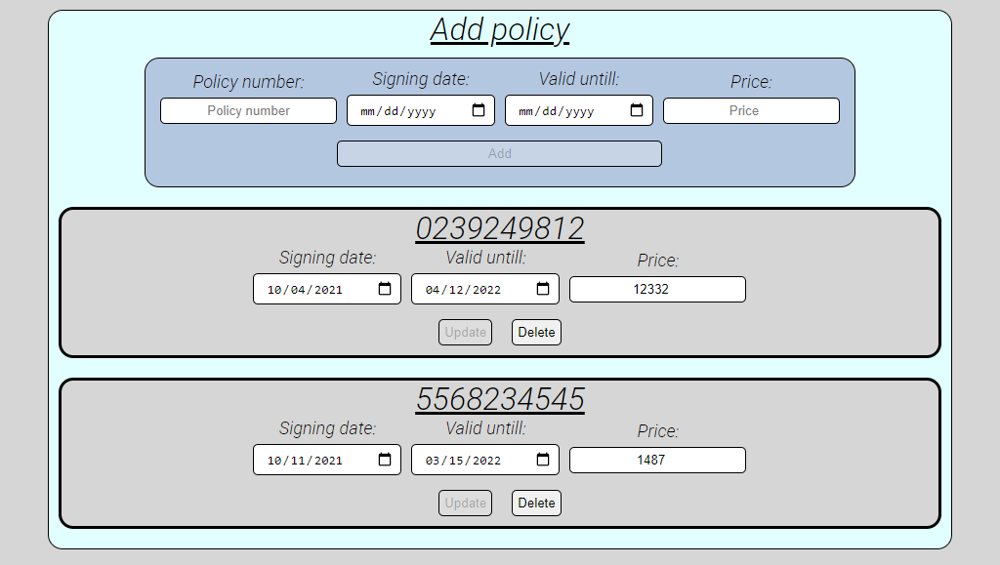 Add policy
Policy number: Signing date: Valid untill: Price:
Policy number mm/dd/yyyy mm/dd/yyyy Price
Add
0239249812
Signing date: Valid untill: Price:
10/04/2021 04/12/2022 12332
Update Delete
5568234545
Signing date: Valid untill: Price:
10/11/2021 03/15/2022 1487
Update Delete